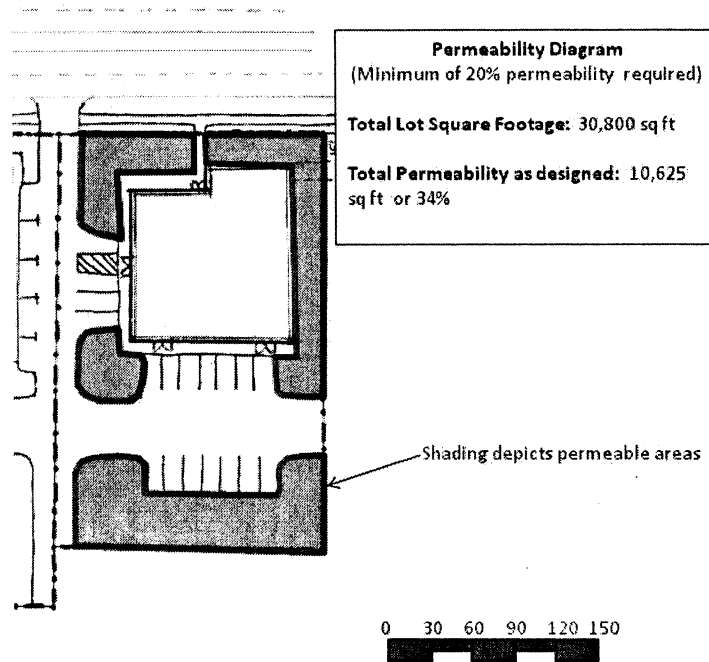 Permeability Diagram
(Minimum of 20% permeability required)
Total Lot Square Footage: 30,800 sq ft
Total Permeability as designed: 10,625
sq ft or 34%
Shading depicts permeable areas
0 30 60 90 120 150